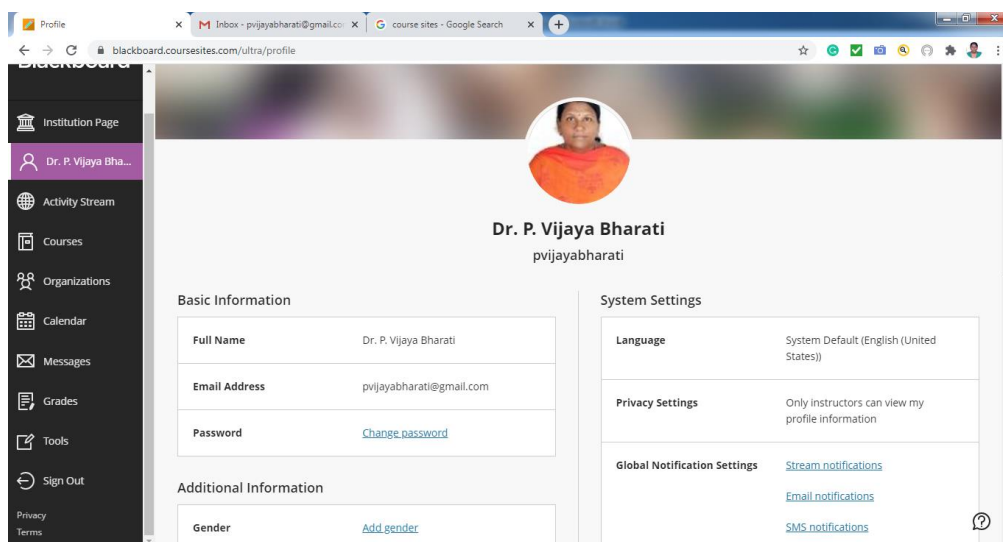 Profile
Inbox - pvijayabharati@gmail.co
course sites - Google Search
blackboard.coursesites.com/ultra/profile
Blackboard
Institution Page
Dr. P. Vijaya Bha...
Activity Stream
Courses
Organizations
Calendar
Messages
Grades
Tools
Sign Out
Privacy
Terms
Dr. P. Vijaya Bharati
pvijayabharati
Basic Information
Full Name Dr. P. Vijaya Bharati
Email Address pvijayabharati@gmail.com
Password Change password
Additional Information
Gender Add gender
System Settings
Language System Default (English (United
States))
Privacy Settings Only instructors can view my
profile information
Global Notification Settings Stream notifications
Email notifications
SMS notifications